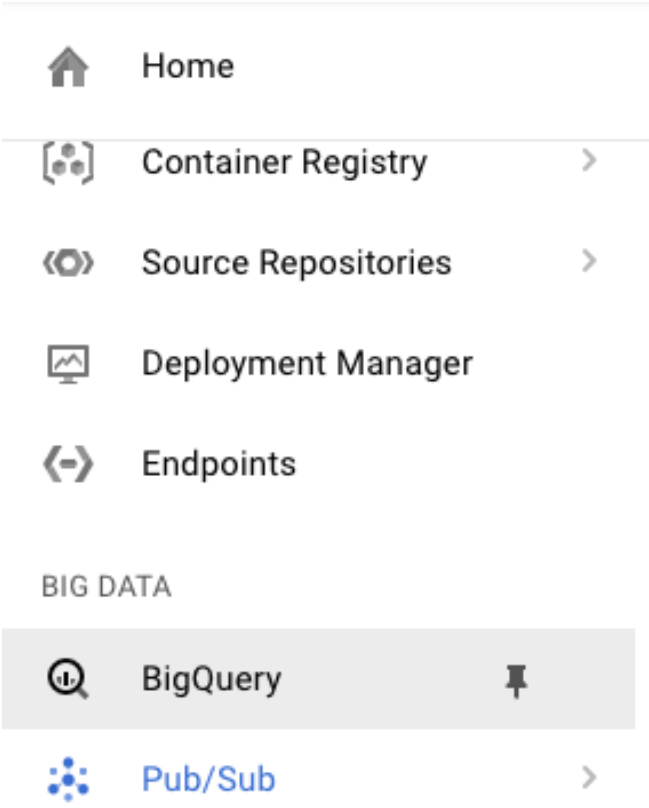 Home
Container Registry
Source Repositories
Deployment Manager
Endpoints
BIG DATA
BigQuery
Pub/Sub